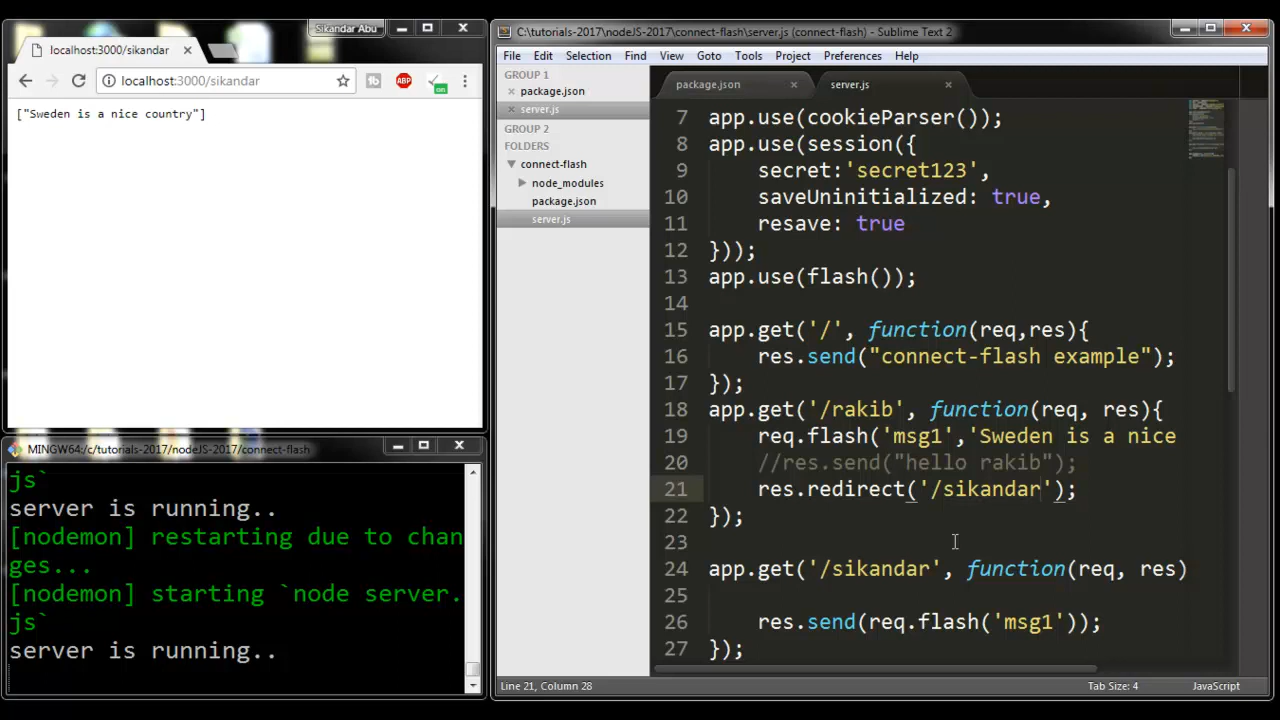 Sikandar Abu
localhost:3000/sikandar
localhost:3000/sikandar
ABP
on
["Sweden is a nice country"]
MINGW64:/c/tutorials-2017/nodeJS-2017/connect-flash
js`
server is running..
[nodemon] restarting due to chan
ges...
[nodemon] starting `node server.
js`
server is running..
C:\tutorials-2017\nodeJS-2017\connect-flash\server.js (connect-flash) - Sublime Text 2
File Edit Selection Find View Goto Tools Project Preferences Help
GROUP 1
package.json
server.js
GROUP 2
FOLDERS
connect-flash
node_modules
package.json
server.js
package.json server.js
7 app.use(cookieParser());
8 app.use(session({
9 secret:'secret123',
10 saveUninitialized: true,
11 resave: true
12 }));
13 app.use(flash());
14
15 app.get('/', function(req,res){
16 res.send("connect-flash example");
17 });
18 app.get('/rakib', function(req, res){
19 req.flash('msg1','Sweden is a nice
20 //res.send("hello rakib");
21 res.redirect('/sikandar');
22 });
23
24 app.get('/sikandar', function(req, res)
25
26 res.send(req.flash('msg1'));
27 });
Line 21, Column 28 Tab Size: 4 JavaScript